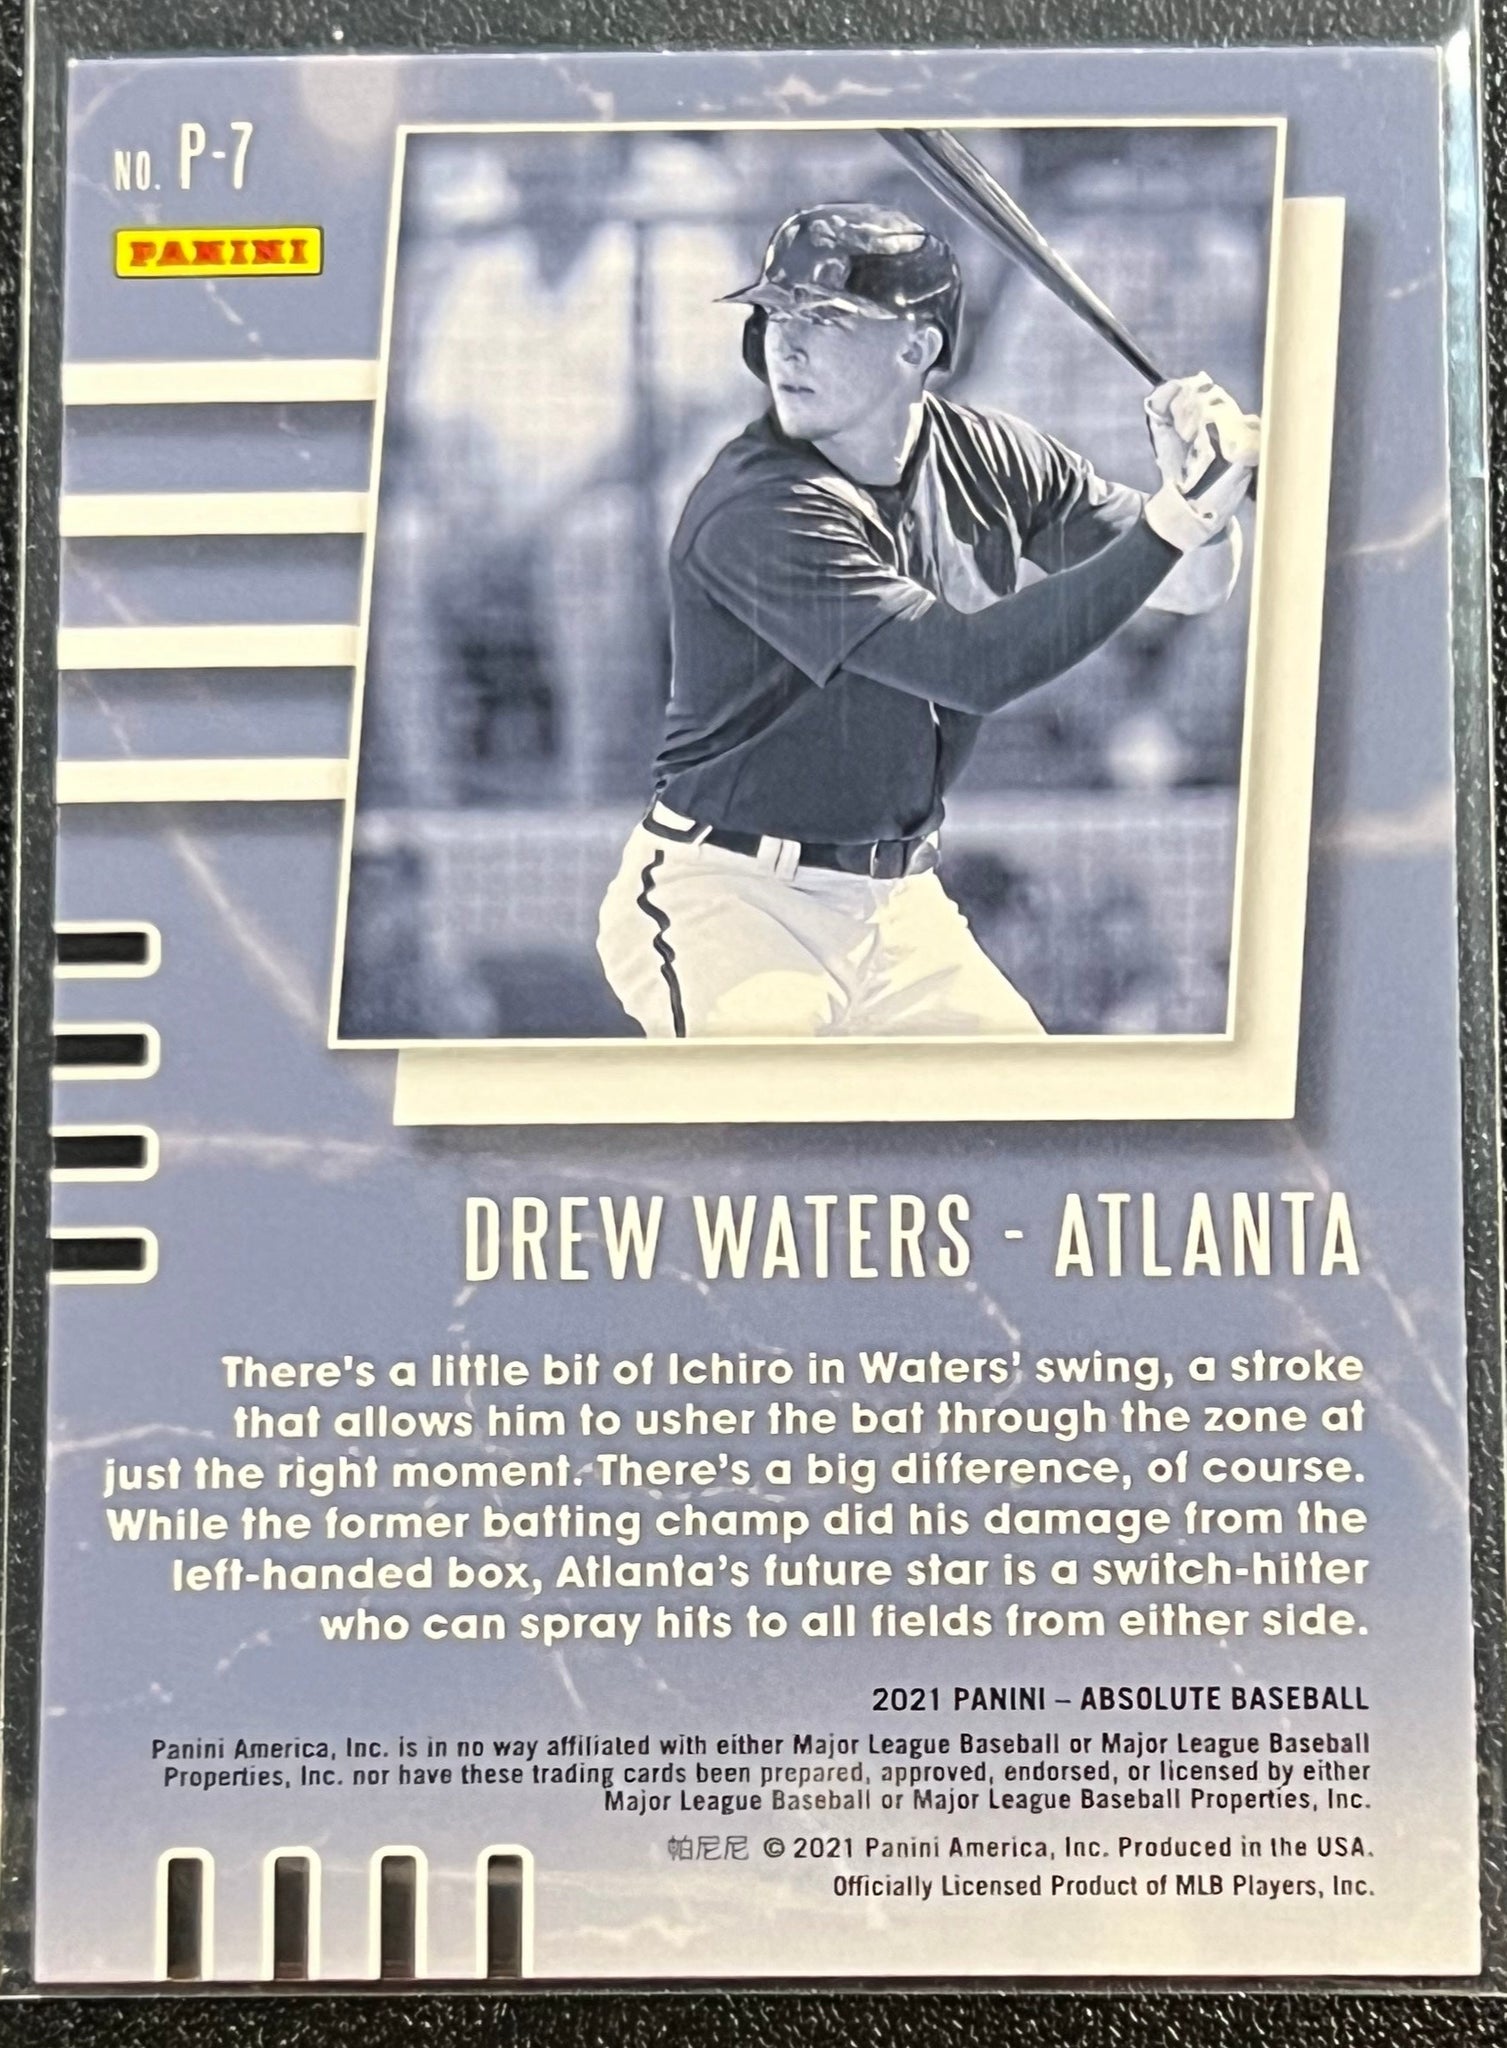 NO. P-7
PANINI
DREW WATERS - ATLANTA
There's a little bit of Ichiro in Waters' swing, a stroke
that allows him to usher the bat through the zone at
just the right moment. There's a big difference, of course.
While the former batting champ did his damage from the
left-handed box, Atlanta's future star is a switch-hitter
who can spray hits to all fields from either side.
2021 PANINI – ABSOLUTE BASEBALL
Panini America, Inc. is in no way affiliated with either Major League Baseball or Major League Baseball
Properties, Inc. nor have these trading cards been prepared, approved, endorsed, or licensed by either
Major League Baseball or Major League Baseball Properties, Inc.
帕尼尼 © 2021 Panini America, Inc. Produced in the USA.
Officially Licensed Product of MLB Players, Inc.